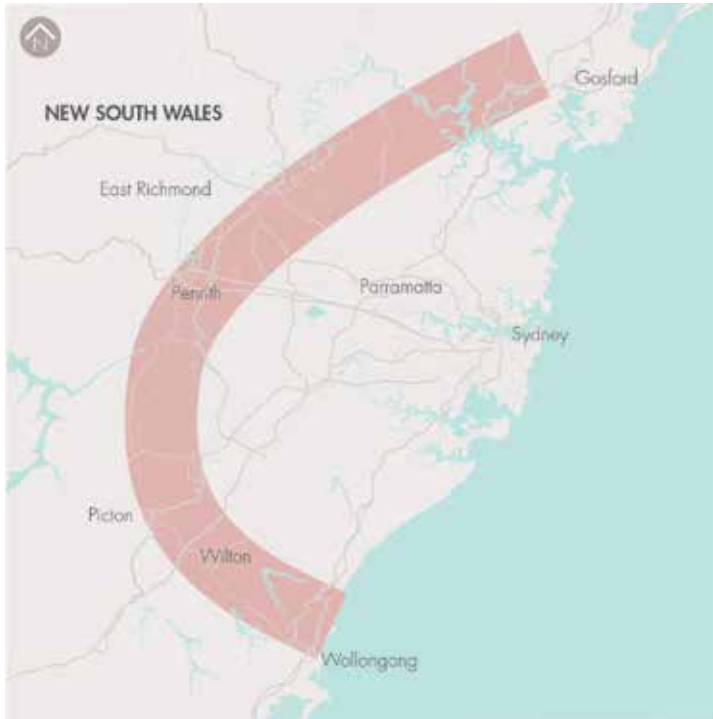 N
Gosford
NEW SOUTH WALES
East Richmond
Penrith
Parramatta
Sydney
Picton
Wilton
Wollongong